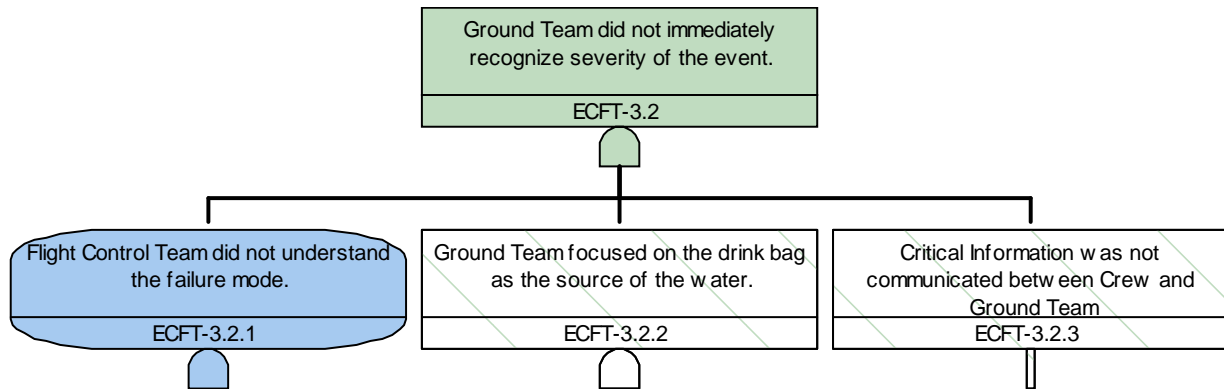 Ground Team did not immediately
recognize severity of the event.
ECFT-3.2
Flight Control Team did not understand
the failure mode.
ECFT-3.2.1
Ground Team focused on the drink bag
as the source of the water.
ECFT-3.2.2
Critical Information was not
communicated between Crew and
Ground Team
ECFT-3.2.3